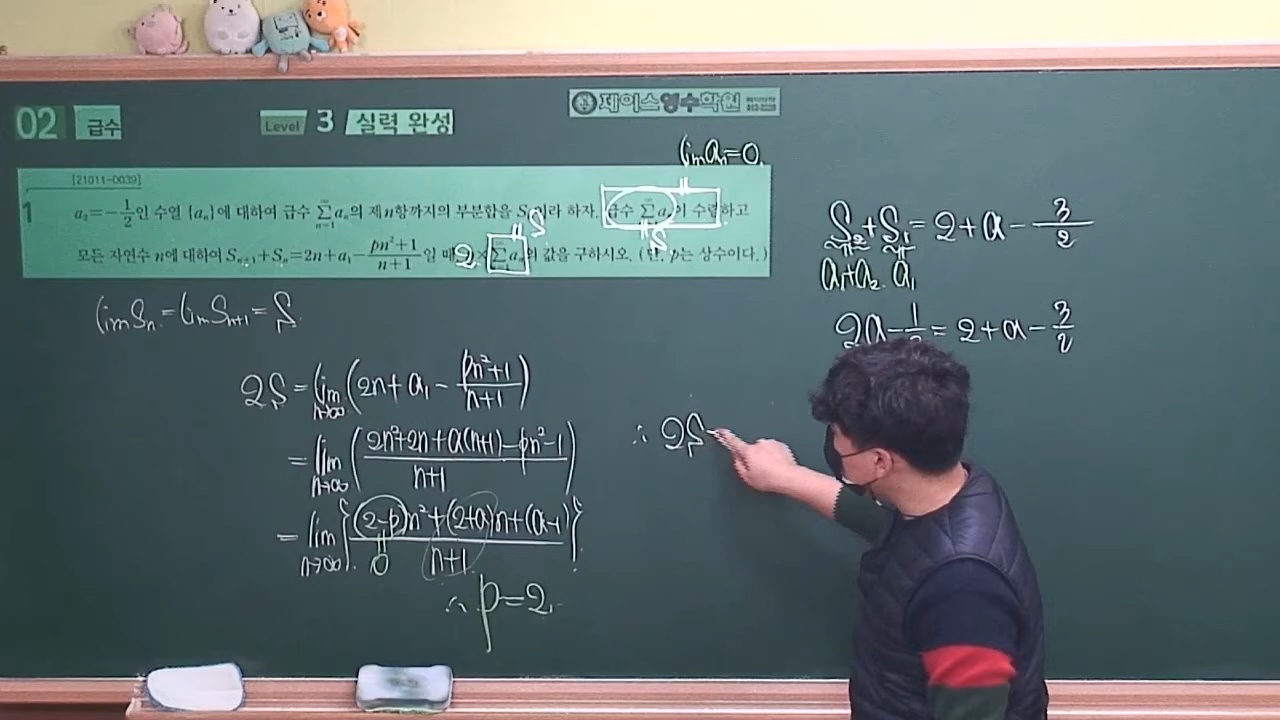 02 급수
Level 3 실력 완성
제이스영수학원
lim aₙ=0.
[21011-0039]
1 a₂=-1/2인 수열 {aₙ}에 대하여 급수 ∑ₙ₌₁^∞ aₙ의 제n항까지의 부분합을 Sₙ이라 하자. 급수 ∑ aₙ이 수렴하고
S
S
모든 자연수 n에 대하여 Sₙ₊₁+Sₙ=2n+a₁-(pn²+1)/(n+1)일 때, 2 × ∑ aₙ의 값을 구하시오. (단, p는 상수이다.)
lim Sₙ = lim Sₙ₊₁ = S
2S = lim n→∞ (2n+a₁-(pn²+1)/(n+1))
= lim n→∞ ((2n²+2n+a(n+1)-pn²-1)/(n+1))
= lim n→∞ {((2-p)n²+(2+a)n+(a-1))/(n+1)}
0
∴ p=2.
∴ 2S
S₂+S₁=2+a-3/2
a₁+a₂ a₁
2a-1/2=2+a-3/2